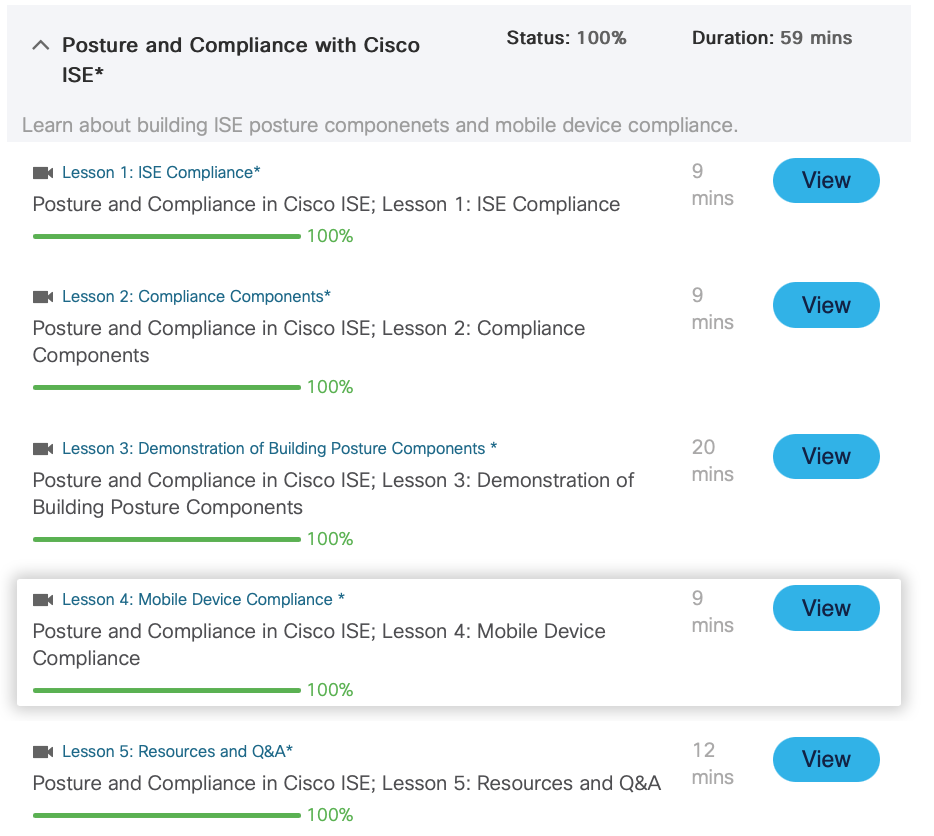 Posture and Compliance with Cisco
ISE*
Status: 100%
Duration: 59 mins
Learn about building ISE posture componenets and mobile device compliance.
Lesson 1: ISE Compliance*
Posture and Compliance in Cisco ISE; Lesson 1: ISE Compliance
100%
9
mins
View
Lesson 2: Compliance Components*
Posture and Compliance in Cisco ISE; Lesson 2: Compliance
Components
100%
9
mins
View
Lesson 3: Demonstration of Building Posture Components *
Posture and Compliance in Cisco ISE; Lesson 3: Demonstration of
Building Posture Components
100%
20
mins
View
Lesson 4: Mobile Device Compliance *
Posture and Compliance in Cisco ISE; Lesson 4: Mobile Device
Compliance
100%
9
mins
View
Lesson 5: Resources and Q&A*
Posture and Compliance in Cisco ISE; Lesson 5: Resources and Q&A
100%
12
mins
View